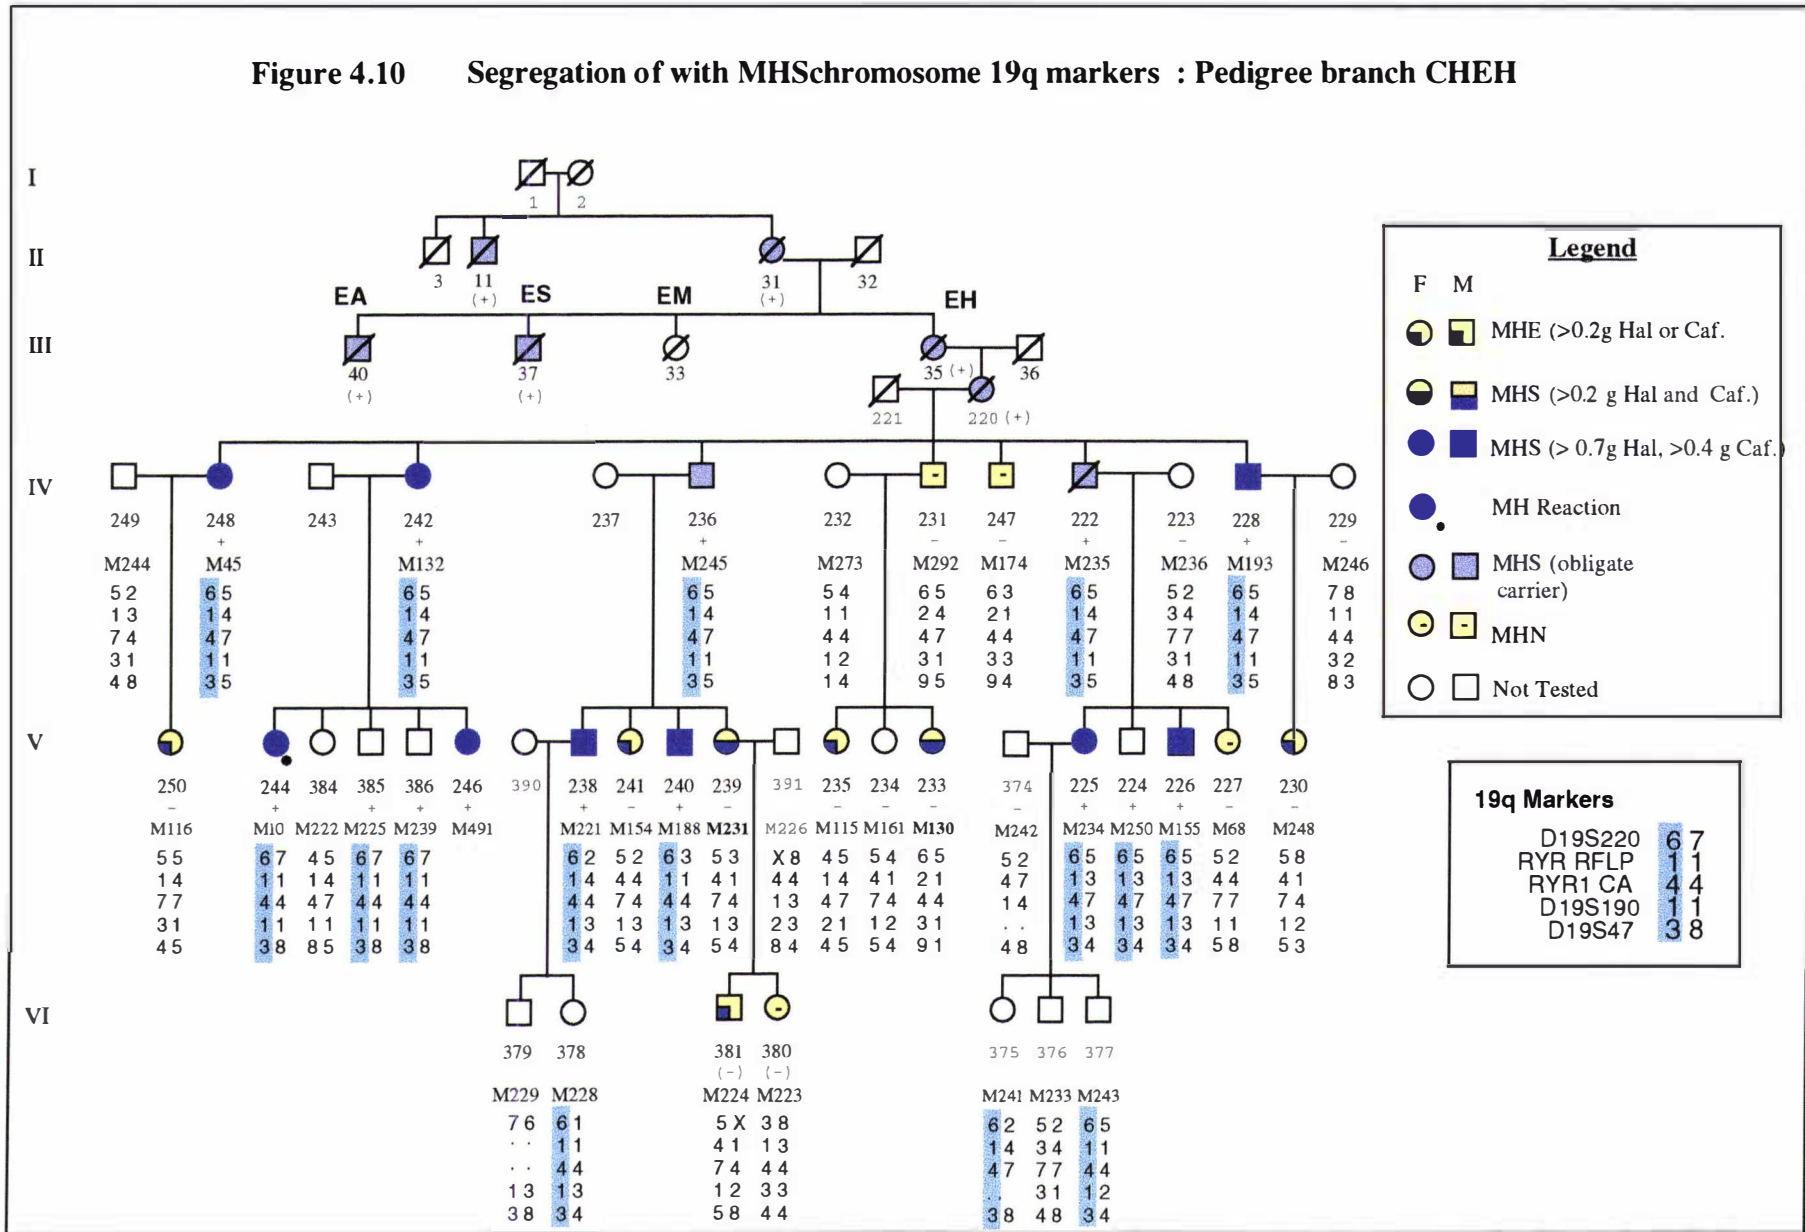 Figure 4.10 Segregation of with MHSchromosome 19q markers : Pedigree branch CHEH
I
1 2
II
3 11 31 32
(+) (+)
EA ES EM EH
III
40 37 33 35 (+) 36
(+) (+)
221 220 (+)
IV
249 248 243 242 237 236 232 231 247 222 223 228 229
+ + + - - + - + -
M244 M45 M132 M245 M273 M292 M174 M235 M236 M193 M246
5 2 6 5 6 5 6 5 5 4 6 5 6 3 6 5 5 2 6 5 7 8
1 3 1 4 1 4 1 4 1 1 2 4 2 1 1 4 3 4 1 4 1 1
7 4 4 7 4 7 4 7 4 4 4 7 4 4 4 7 7 7 4 7 4 4
3 1 1 1 1 1 1 1 1 2 3 1 3 3 1 1 3 1 1 1 3 2
4 8 3 5 3 5 3 5 1 4 9 5 9 4 3 5 4 8 3 5 8 3
V
250 244 384 385 386 246 390 238 241 240 239 391 235 234 233 374 225 224 226 227 230
- + + + + + - + - - - - - + + + - -
M116 M10 M222 M225 M239 M491 M221 M154 M188 M231 M226 M115 M161 M130 M242 M234 M250 M155 M68 M248
5 5 6 7 4 5 6 7 6 7 6 2 5 2 6 3 5 3 X 8 4 5 5 4 6 5 5 2 6 5 6 5 6 5 5 2 5 8
1 4 1 1 1 4 1 1 1 1 1 4 4 4 1 1 4 1 4 4 1 4 4 1 2 1 4 7 1 3 1 3 1 3 4 4 4 1
7 7 4 4 4 7 4 4 4 4 4 4 7 4 4 4 7 4 1 3 4 7 7 4 4 4 1 4 4 7 4 7 4 7 7 7 7 4
3 1 1 1 1 1 1 1 1 1 1 3 1 3 1 3 1 3 2 3 2 1 1 2 3 1 . . 1 3 1 3 1 3 1 1 1 2
4 5 3 8 8 5 3 8 3 8 3 4 5 4 3 4 5 4 8 4 4 5 5 4 9 1 4 8 3 4 3 4 3 4 5 8 5 3
VI
379 378 381 380 375 376 377
(-) (-)
M229 M228 M224 M223 M241 M233 M243
7 6 6 1 5 X 3 8 6 2 5 2 6 5
. . 1 1 4 1 1 3 1 4 3 4 1 1
. . 4 4 7 4 4 4 4 7 7 7 4 4
1 3 1 3 1 2 3 3 . . 3 1 1 2
3 8 3 4 5 8 4 4 3 8 4 8 3 4
Legend
F M
MHE (>0.2g Hal or Caf.
MHS (>0.2 g Hal and Caf.)
MHS (> 0.7g Hal, >0.4 g Caf.)
MH Reaction
MHS (obligate
carrier)
MHN
Not Tested
19q Markers
D19S220 6 7
RYR RFLP 1 1
RYR1 CA 4 4
D19S190 1 1
D19S47 3 8